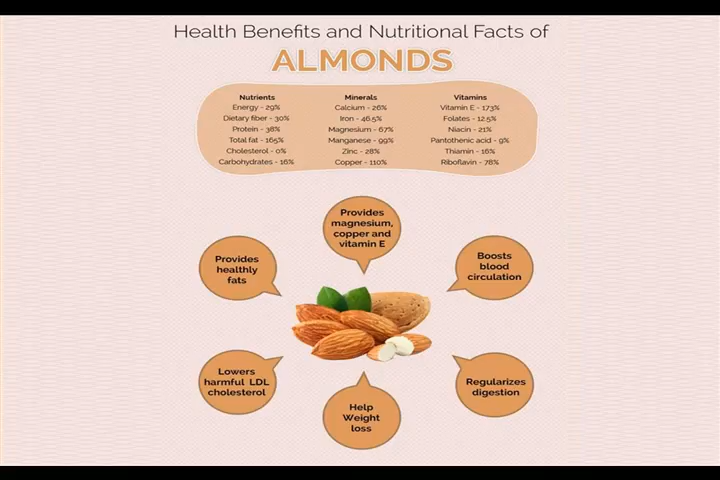 Health Benefits and Nutritional Facts of
ALMONDS
Nutrients
Energy - 29%
Dietary fiber - 30%
Protein - 38%
Total fat - 165%
Cholesterol - 0%
Carbohydrates - 16%
Minerals
Calcium - 26%
Iron - 46.5%
Magnesium - 67%
Manganese - 99%
Zinc - 28%
Copper - 110%
Vitamins
Vitamin E - 173%
Folates - 12.5%
Niacin - 21%
Pantothenic acid - 9%
Thiamin - 16%
Riboflavin - 78%
Provides
magnesium,
copper and
vitamin E
Provides
healthly
fats
Boosts
blood
circulation
Lowers
harmful LDL
cholesterol
Regularizes
digestion
Help
Weight
loss